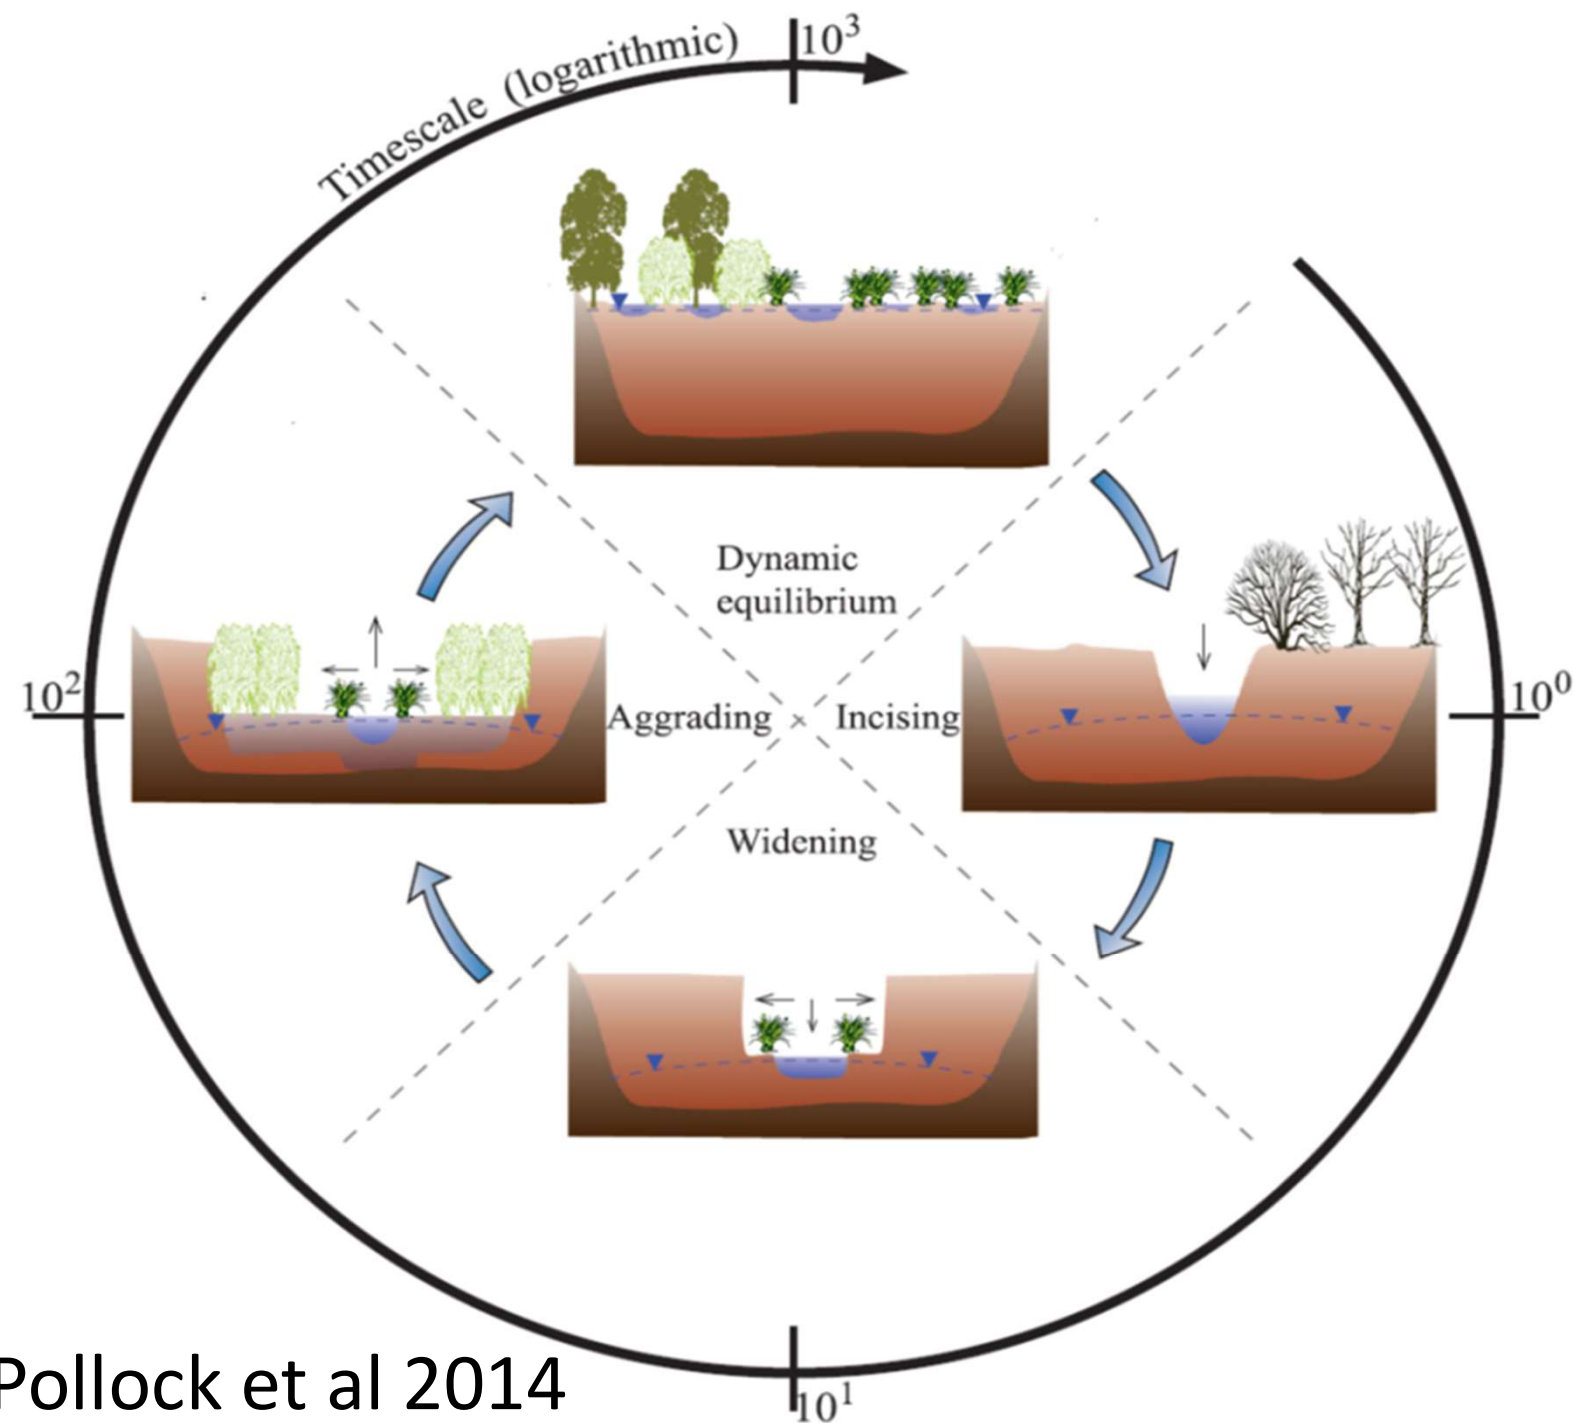 Timescale (logarithmic)
10³
Dynamic
equilibrium
10²
Aggrading
Incising
10⁰
Widening
10¹
Pollock et al 2014